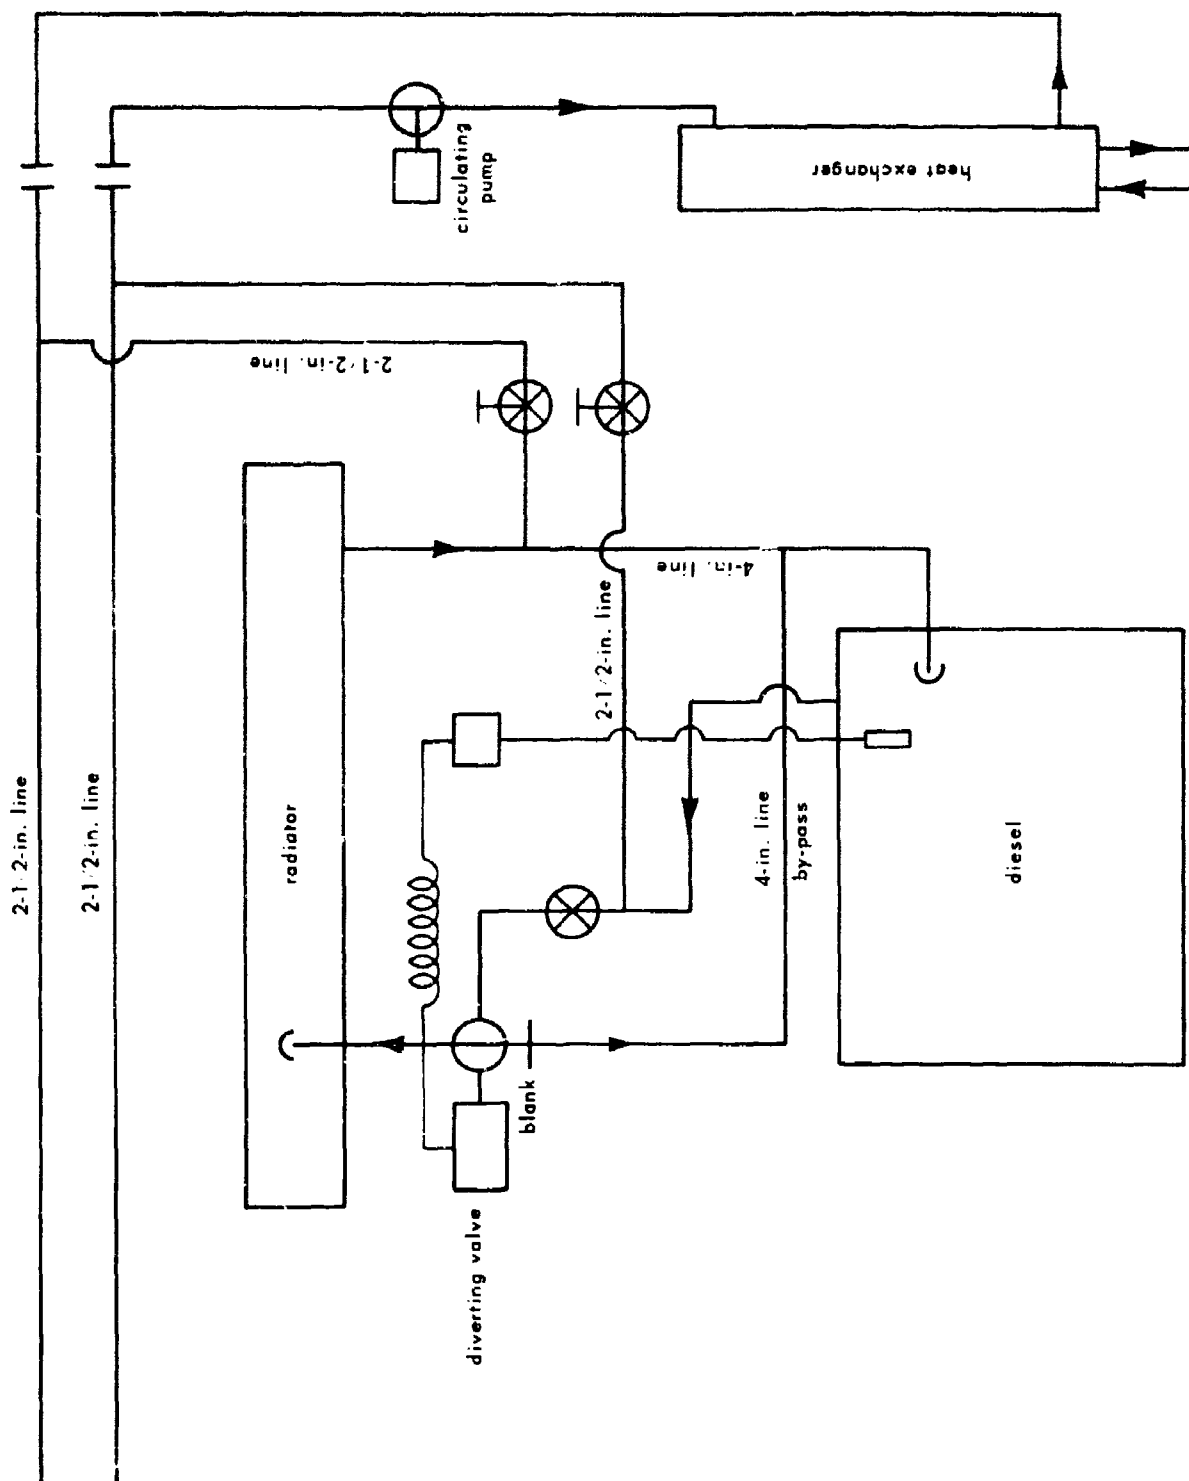 2-1/2-in. line
2-1/2-in. line
circulating
pump
heat exchanger
2-1/2-in. line
radiator
4-in. line
2-1/2-in. line
4-in. line
by-pass
diesel
blank
diverting valve